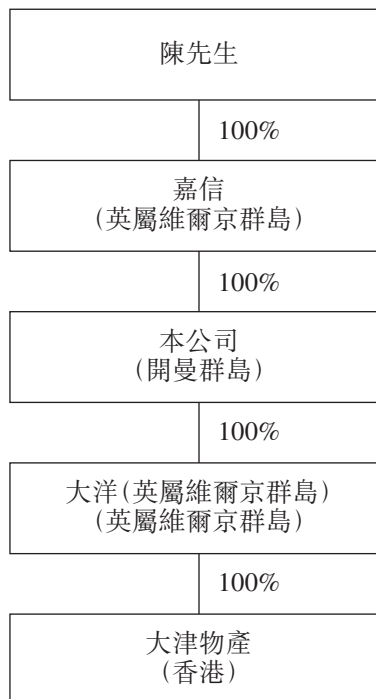 陳先生
100%
嘉信
（英屬維爾京群島）
100%
本公司
（開曼群島）
100%
大洋（英屬維爾京群島）
（英屬維爾京群島）
100%
大津物產
（香港）